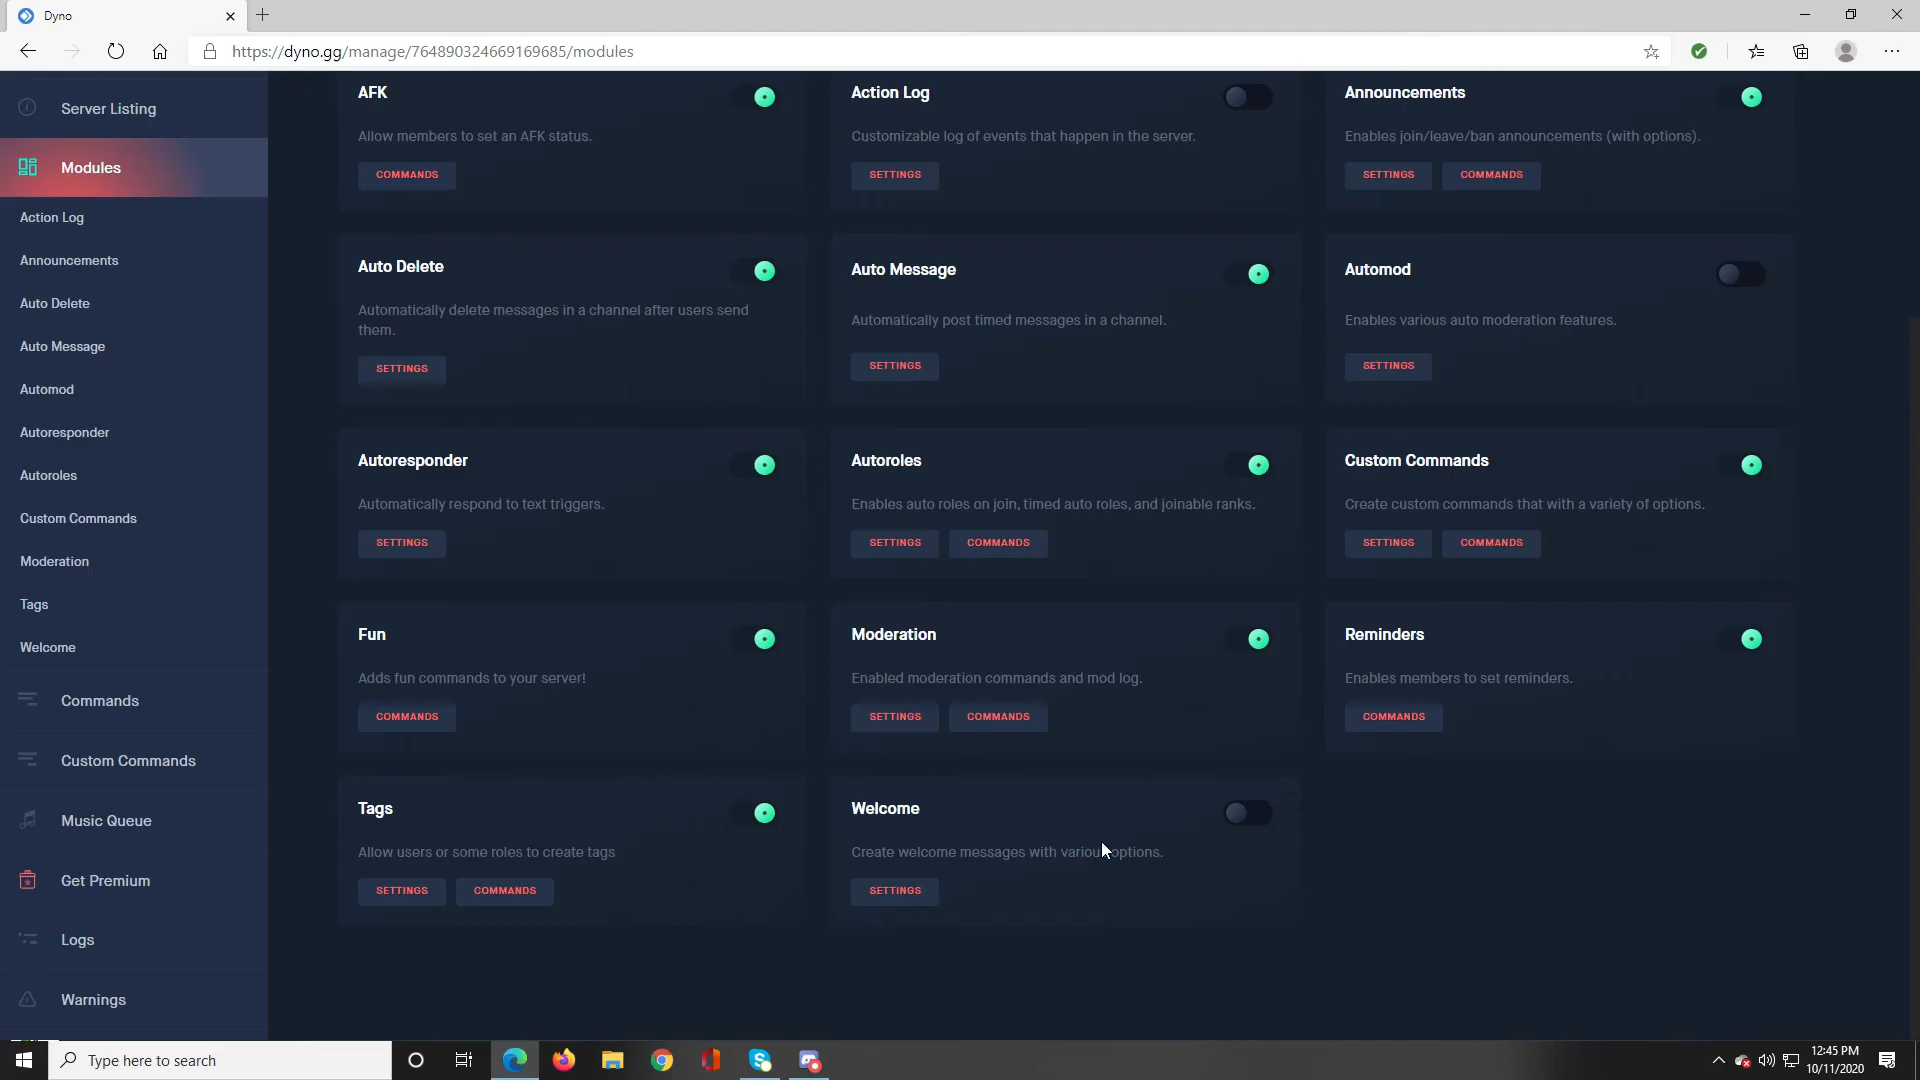 Dyno
https://dyno.gg/manage/764890324669169685/modules
Server Listing
Modules
Action Log
Announcements
Auto Delete
Auto Message
Automod
Autoresponder
Autoroles
Custom Commands
Moderation
Tags
Welcome
Commands
Custom Commands
Music Queue
Get Premium
Logs
Warnings
AFK
Allow members to set an AFK status.
COMMANDS
Action Log
Customizable log of events that happen in the server.
SETTINGS
Announcements
Enables join/leave/ban announcements (with options).
SETTINGS COMMANDS
Auto Delete
Automatically delete messages in a channel after users send
them.
SETTINGS
Auto Message
Automatically post timed messages in a channel.
SETTINGS
Automod
Enables various auto moderation features.
SETTINGS
Autoresponder
Automatically respond to text triggers.
SETTINGS
Autoroles
Enables auto roles on join, timed auto roles, and joinable ranks.
SETTINGS COMMANDS
Custom Commands
Create custom commands that with a variety of options.
SETTINGS COMMANDS
Fun
Adds fun commands to your server!
COMMANDS
Moderation
Enabled moderation commands and mod log.
SETTINGS COMMANDS
Reminders
Enables members to set reminders.
COMMANDS
Tags
Allow users or some roles to create tags
SETTINGS COMMANDS
Welcome
Create welcome messages with various options.
SETTINGS
Type here to search
12:45 PM
10/11/2020